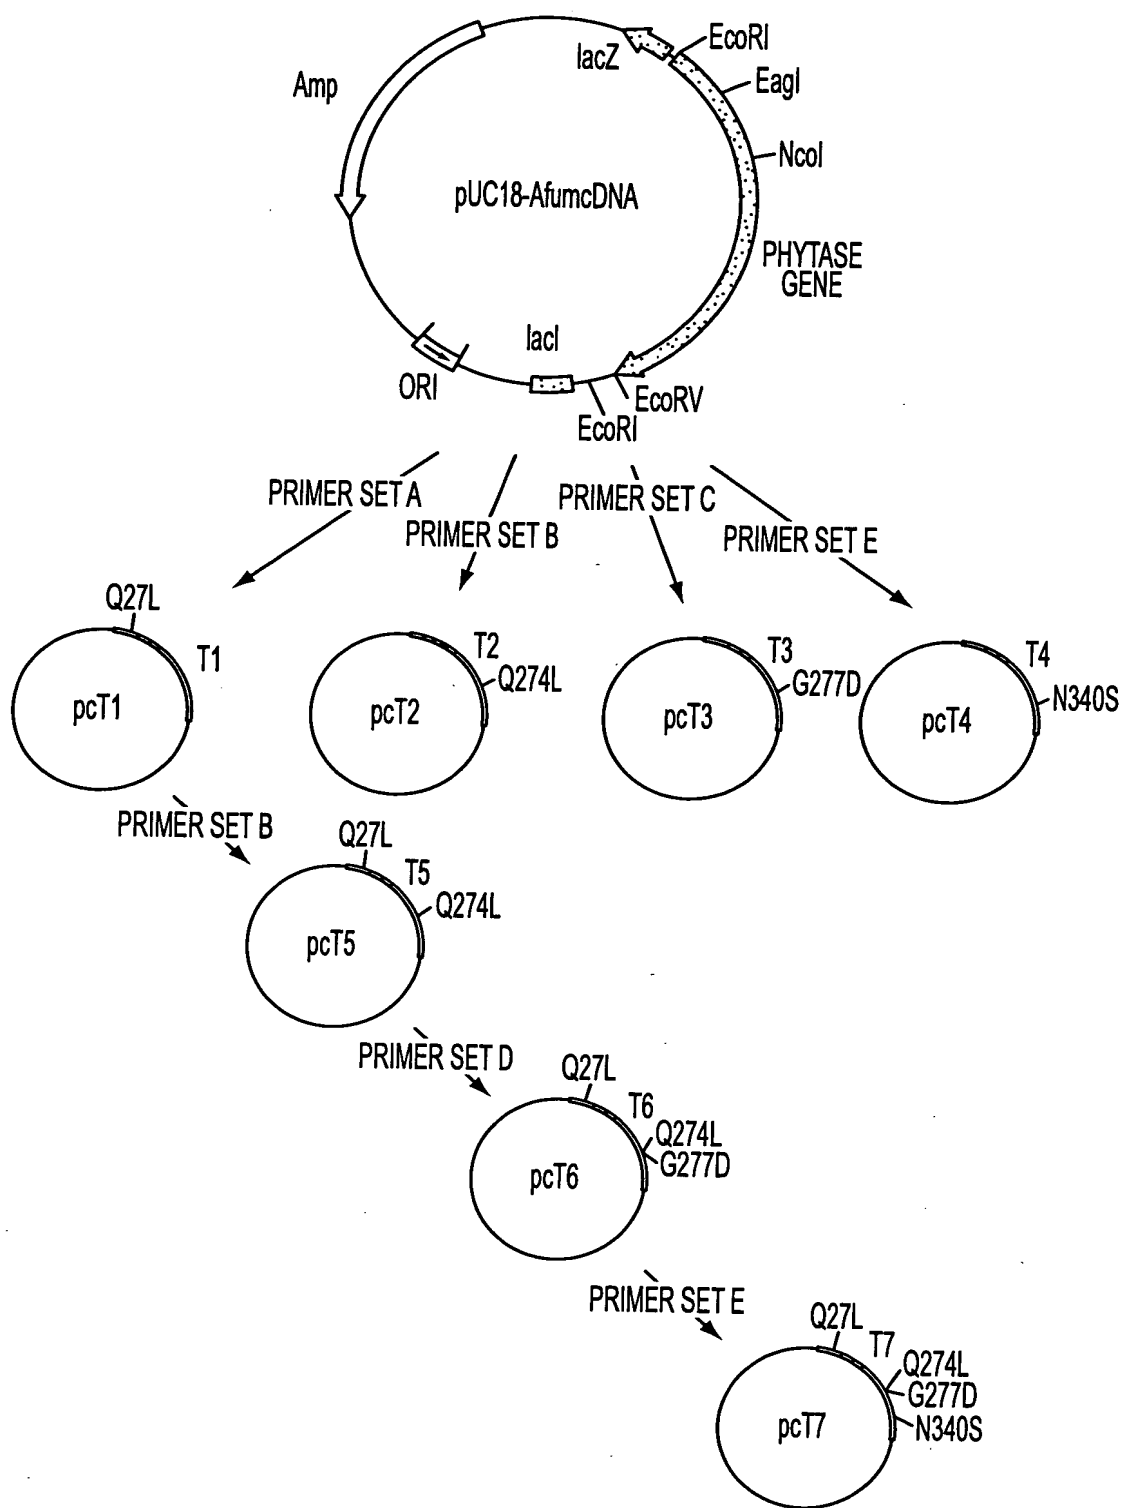 EcoRI
lacZ
EagI
Amp
NcoI
pUC18-AfumcDNA
PHYTASE
GENE
lacI
ORI
EcoRV
EcoRI
PRIMER SET A
PRIMER SET C
PRIMER SET B
PRIMER SET E
Q27L
T1
pcT1
T2
Q274L
pcT2
T3
G277D
pcT3
T4
N340S
pcT4
PRIMER SET B
Q27L
T5
Q274L
pcT5
PRIMER SET D
Q27L
T6
Q274L
G277D
pcT6
PRIMER SET E
Q27L
T7
Q274L
G277D
N340S
pcT7